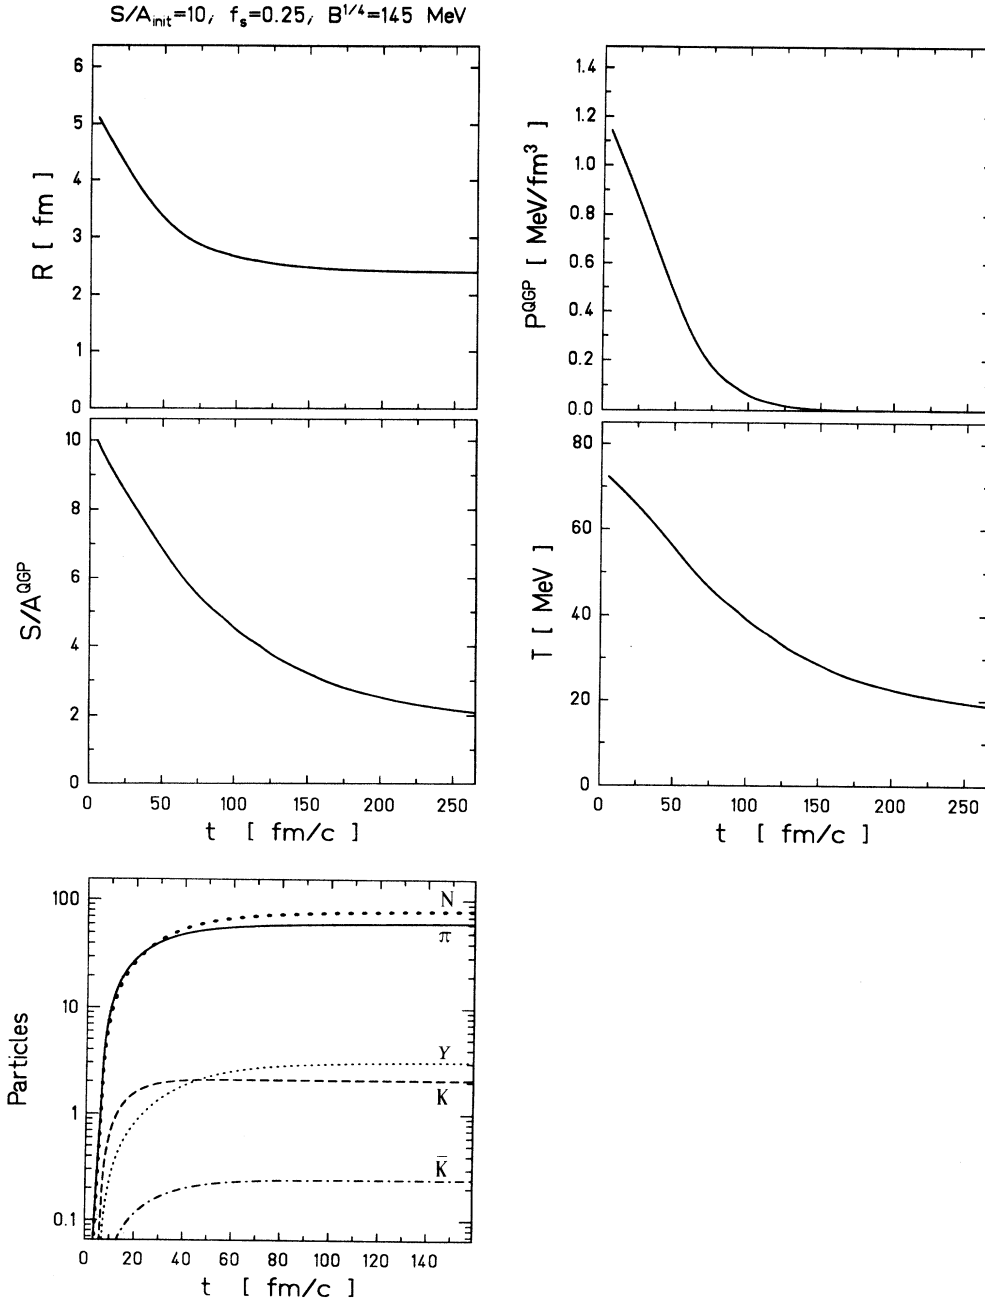 S/A_init=10, f_s=0.25, B^1/4=145 MeV
R [ fm ]
6
5
4
3
2
1
0
P^QGP [ MeV/fm^3 ]
1.4
1.2
1.0
0.8
0.6
0.4
0.2
0.0
S/A^QGP
10
8
6
4
2
0
0 50 100 150 200 250
t [ fm/c ]
T [ MeV ]
80
60
40
20
0
0 50 100 150 200 250
t [ fm/c ]
Particles
100
10
1
0.1
N
π
Y
K
K̄
0 20 40 60 80 100 120 140
t [ fm/c ]